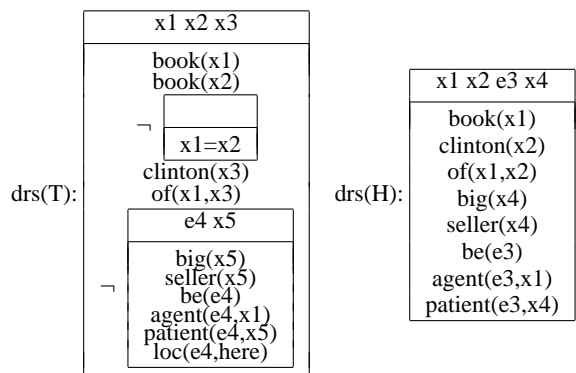 x1 x2 x3
book(x1)
book(x2)
¬
x1=x2
clinton(x3)
drs(T): of(x1,x3)
e4 x5
big(x5)
seller(x5)
¬ be(e4)
agent(e4,x1)
patient(e4,x5)
loc(e4,here)
x1 x2 e3 x4
book(x1)
clinton(x2)
of(x1,x2)
drs(H): big(x4)
seller(x4)
be(e3)
agent(e3,x1)
patient(e3,x4)